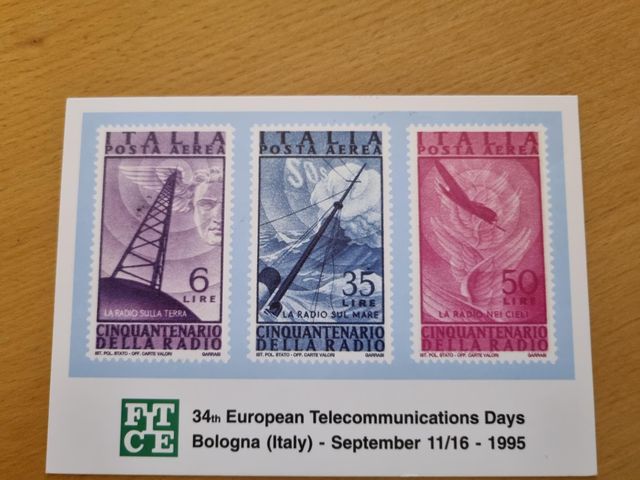 ITALIA
POSTA AEREA
6
LIRE
LA RADIO SULLA TERRA
CINQUANTENARIO
DELLA RADIO
IST. POL. STATO - OFF. CARTE VALORI GARRASI
ITALIA
POSTA AEREA
SOS
35
LIRE
LA RADIO SUL MARE
CINQUANTENARIO
DELLA RADIO
IST. POL. STATO - OFF. CARTE VALORI GARRASI
ITALIA
POSTA AEREA
50
LIRE
LA RADIO NEI CIELI
CINQUANTENARIO
DELLA RADIO
IST. POL. STATO - OFF. CARTE VALORI GARRASI
FIT
CE
34th European Telecommunications Days
Bologna (Italy) - September 11/16 - 1995